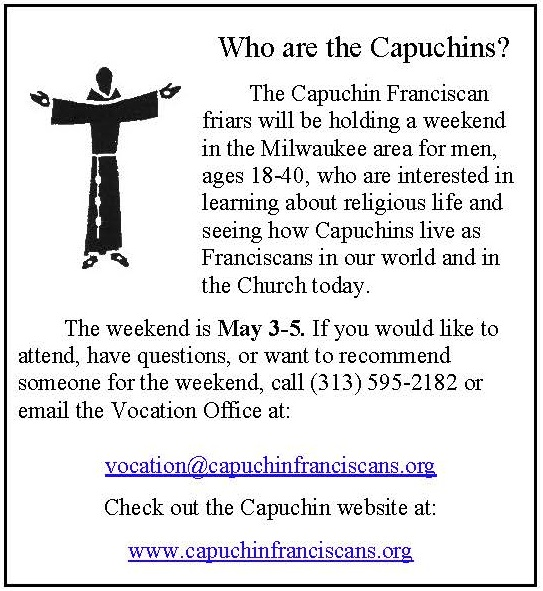 Who are the Capuchins?
The Capuchin Franciscan
friars will be holding a weekend
in the Milwaukee area for men,
ages 18-40, who are interested in
learning about religious life and
seeing how Capuchins live as
Franciscans in our world and in
the Church today.
The weekend is May 3-5. If you would like to
attend, have questions, or want to recommend
someone for the weekend, call (313) 595-2182 or
email the Vocation Office at:
vocation@capuchinfranciscans.org
Check out the Capuchin website at:
www.capuchinfranciscans.org